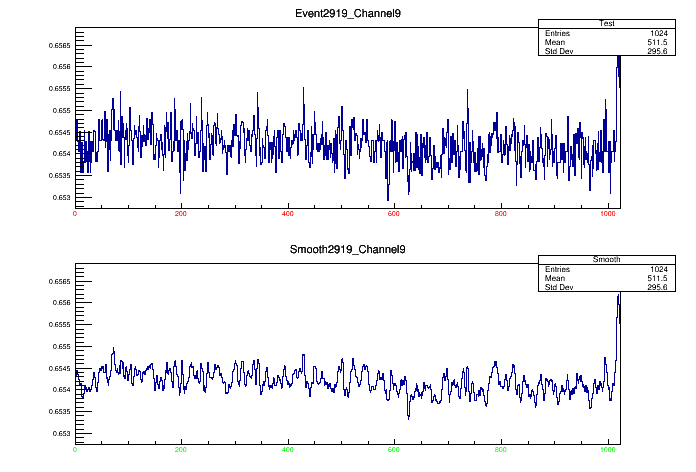 Event2919_Channel9
Test
Entries 1024
Mean 511.5
Std Dev 295.6
0.6565
0.656
0.6555
0.655
0.6545
0.654
0.6535
0.653
0 200 400 600 800 1000
Smooth2919_Channel9
Smooth
Entries 1024
Mean 511.5
Std Dev 295.6
0.6565
0.656
0.6555
0.655
0.6545
0.654
0.6535
0.653
0 200 400 600 800 1000